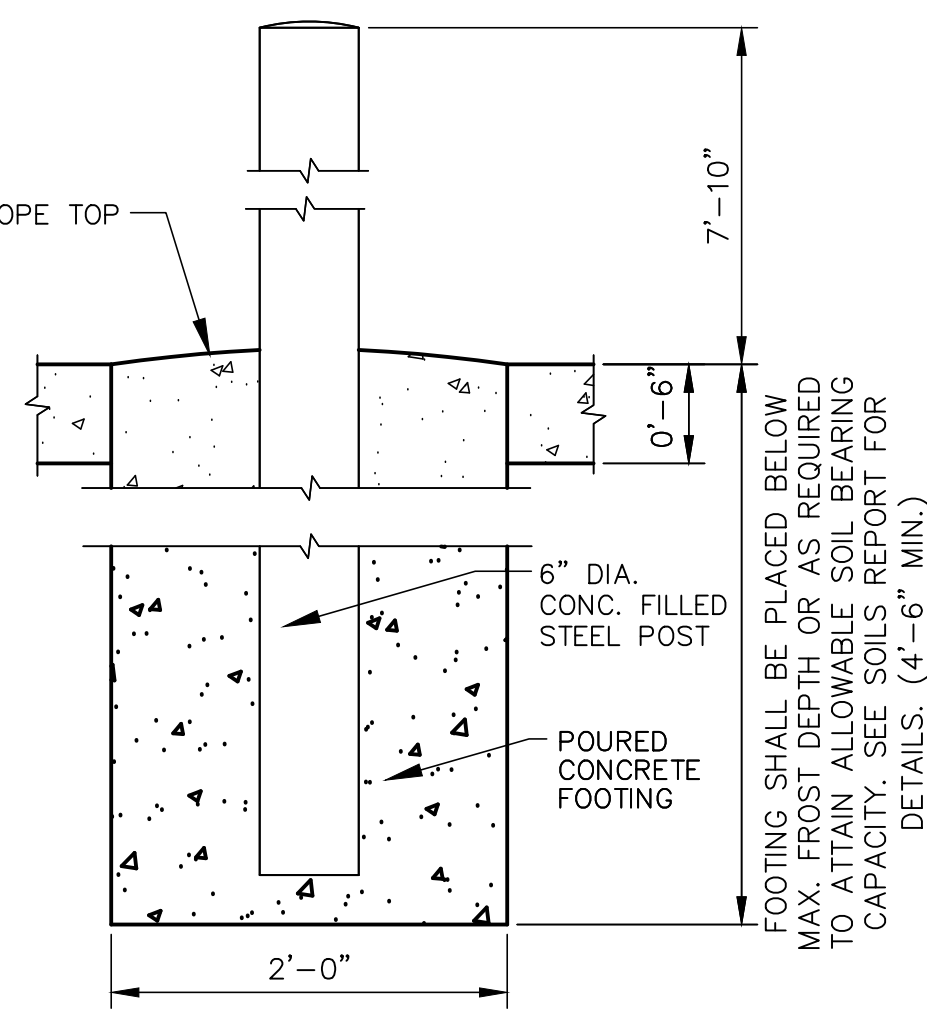 OPE TOP
7'-10"
0'-6"
6" DIA.
CONC. FILLED
STEEL POST
POURED
CONCRETE
FOOTING
2'-0"
FOOTING SHALL BE PLACED BELOW
MAX. FROST DEPTH OR AS REQUIRED
TO ATTAIN ALLOWABLE SOIL BEARING
CAPACITY. SEE SOILS REPORT FOR
DETAILS. (4'-6" MIN.)